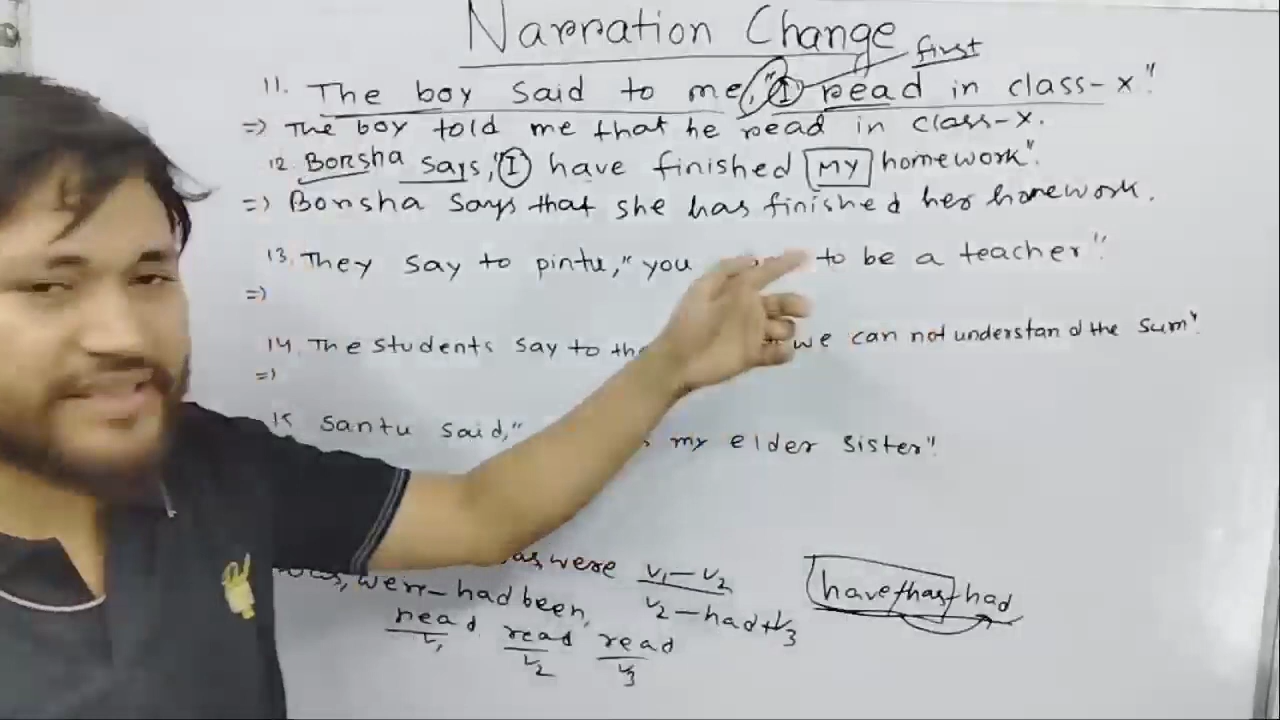 Narration Change
first
11. The boy said to me, "I read in class-x".
=> The boy told me that he read in class-x.
12. Borsha says, "I have finished My homework".
=> Borsha says that she has finished her homework.
13. They say to pintu, "you to be a teacher".
=>
14. The students say to we can not understand the sum".
=>
15 santu said," my elder sister".
were V1-V2
were-had been, V2-had+V3
read read read
V1 V2 V3
have/has-had